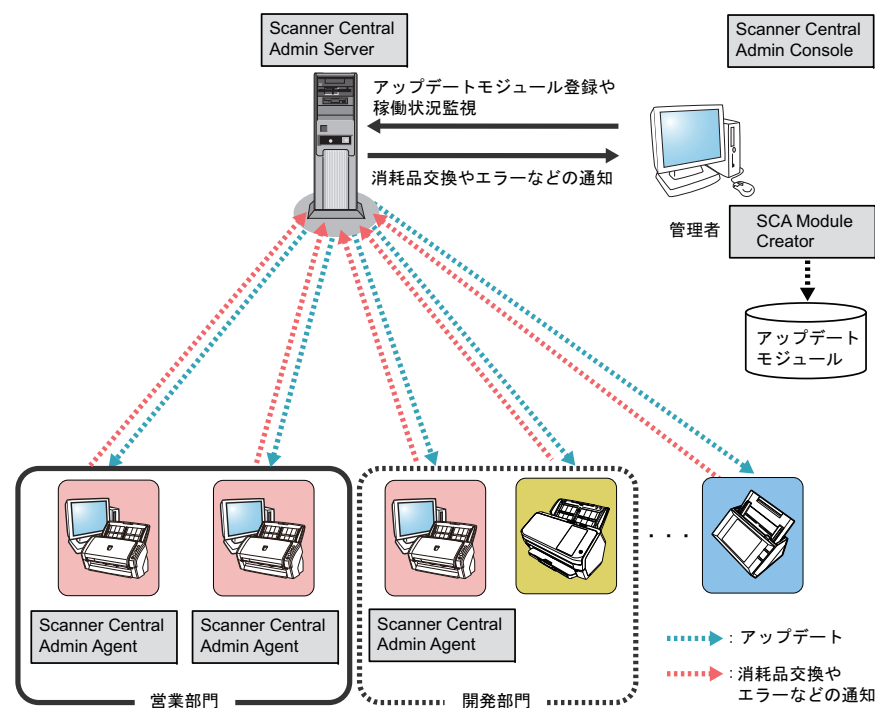 Scanner Central
Admin Server
Scanner Central
Admin Console
アップデートモジュール登録や
稼働状況監視
消耗品交換やエラーなどの通知
管理者
SCA Module
Creator
アップデート
モジュール
Scanner Central
Admin Agent
Scanner Central
Admin Agent
Scanner Central
Admin Agent
. . .
営業部門
開発部門
: アップデート
: 消耗品交換や
エラーなどの通知